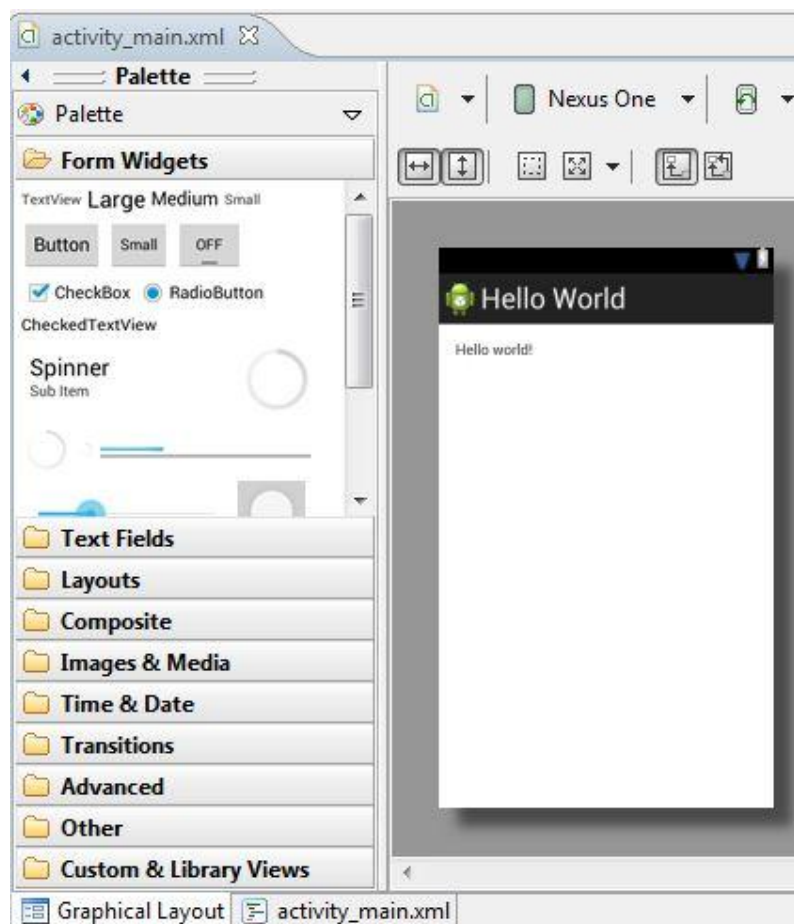 activity_main.xml
Palette
Palette
Form Widgets
TextView Large Medium Small
Button Small OFF
CheckBox RadioButton
CheckedTextView
Spinner
Sub Item
Text Fields
Layouts
Composite
Images & Media
Time & Date
Transitions
Advanced
Other
Custom & Library Views
Graphical Layout activity_main.xml
Nexus One
Hello World
Hello world!